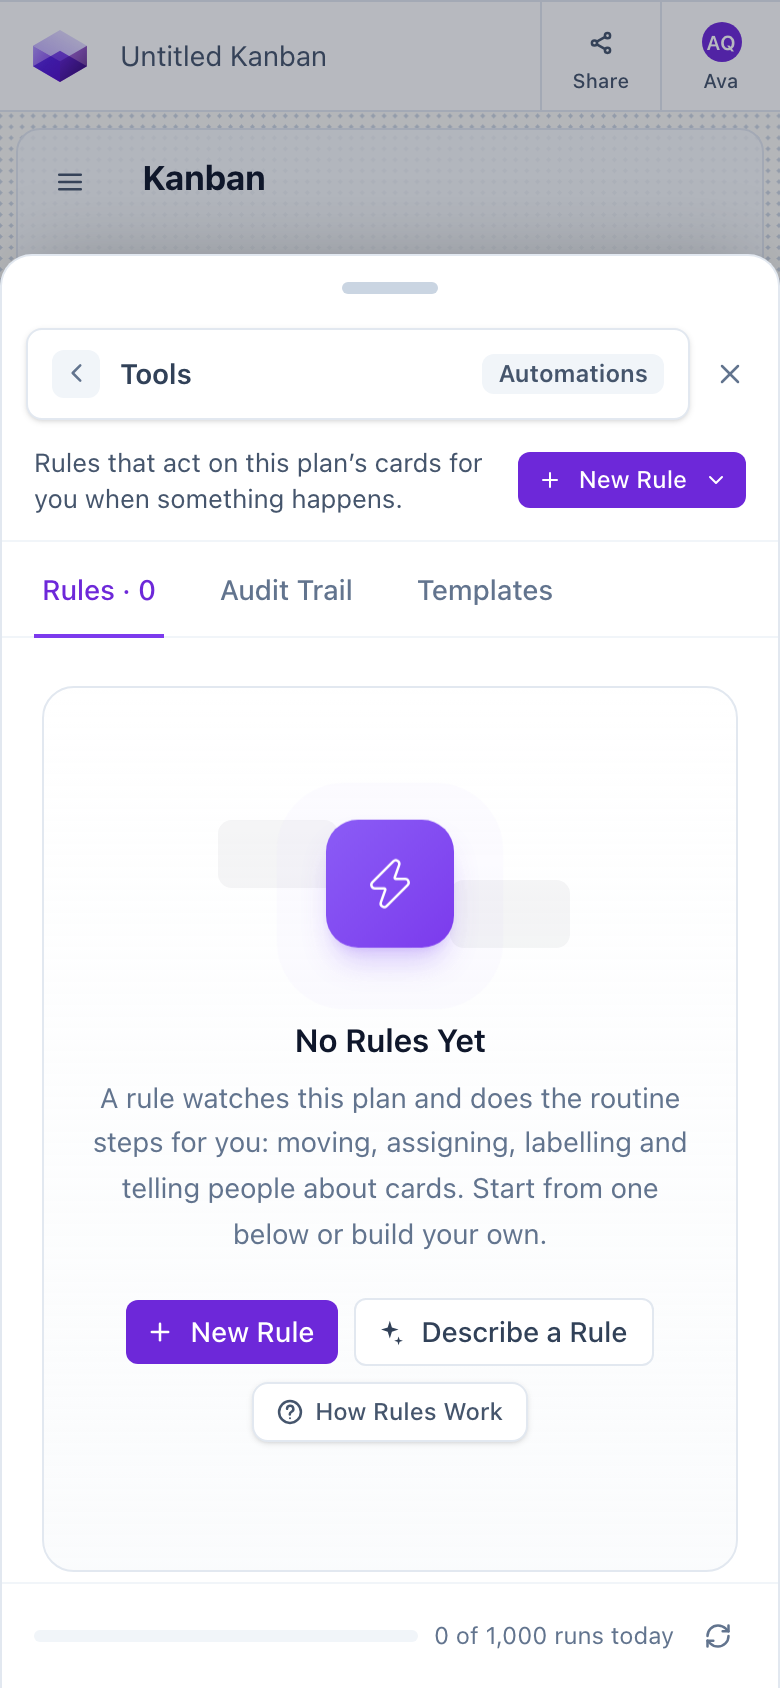 Untitled Kanban
Share
AQ
Ava
Kanban
Tools
Automations
Rules that act on this plan’s cards for
you when something happens.
New Rule
Rules · 0
Audit Trail
Templates
No Rules Yet
A rule watches this plan and does the routine
steps for you: moving, assigning, labelling and
telling people about cards. Start from one
below or build your own.
New Rule
Describe a Rule
How Rules Work
0 of 1,000 runs today